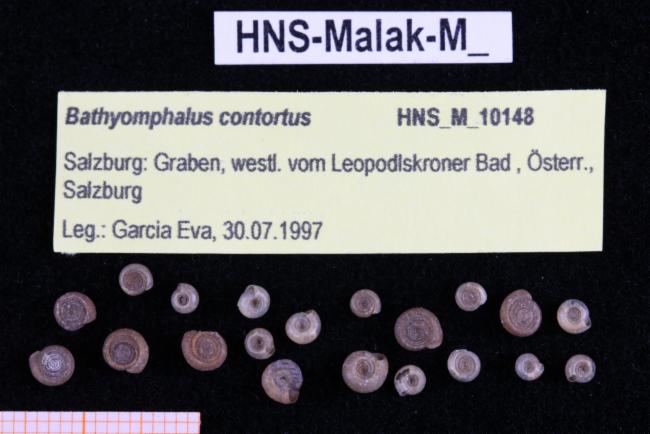 HNS-Malak-M_
Bathyomphalus contortus HNS_M_10148
Salzburg: Graben, westl. vom Leopodlskroner Bad , Österr.,
Salzburg
Leg.: Garcia Eva, 30.07.1997